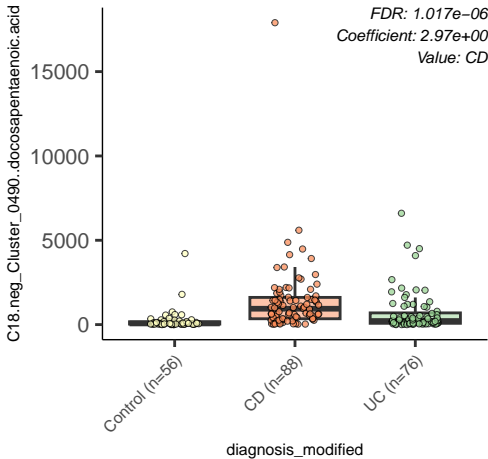 FDR: 1.017e−06
Coefficient: 2.97e+00
Value: CD
C18.neg_Cluster_0490..docosapentaenoic.acid
15000
10000
5000
0
Control (n=56)
CD (n=88)
UC (n=76)
diagnosis_modified